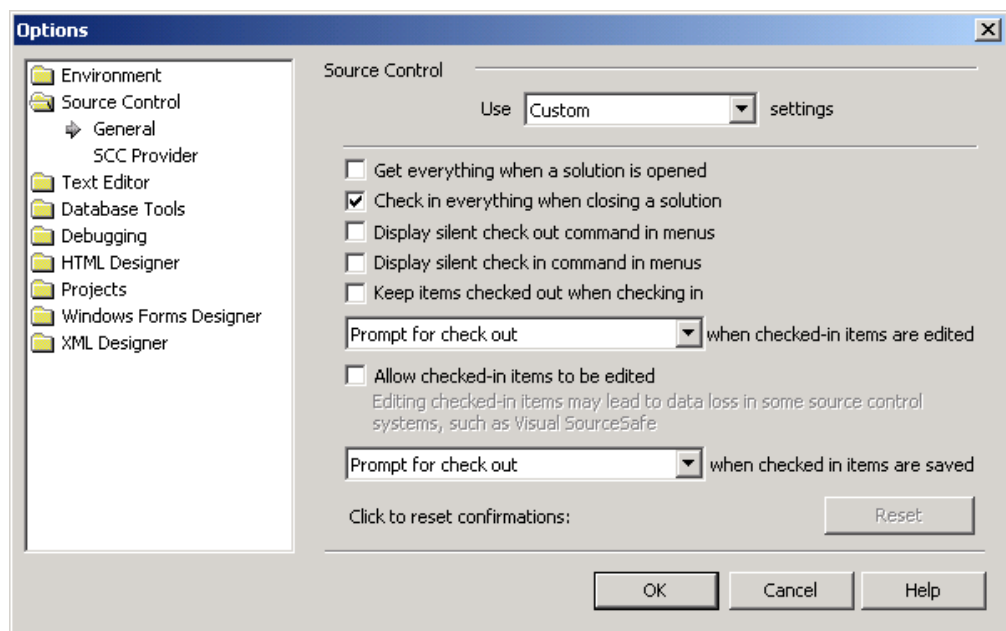 Options
Environment
Source Control
General
SCC Provider
Text Editor
Database Tools
Debugging
HTML Designer
Projects
Windows Forms Designer
XML Designer
Source Control
Use Custom settings
Get everything when a solution is opened
Check in everything when closing a solution
Display silent check out command in menus
Display silent check in command in menus
Keep items checked out when checking in
Prompt for check out when checked-in items are edited
Allow checked-in items to be edited
Editing checked-in items may lead to data loss in some source control
systems, such as Visual SourceSafe
Prompt for check out when checked in items are saved
Click to reset confirmations: Reset
OK Cancel Help